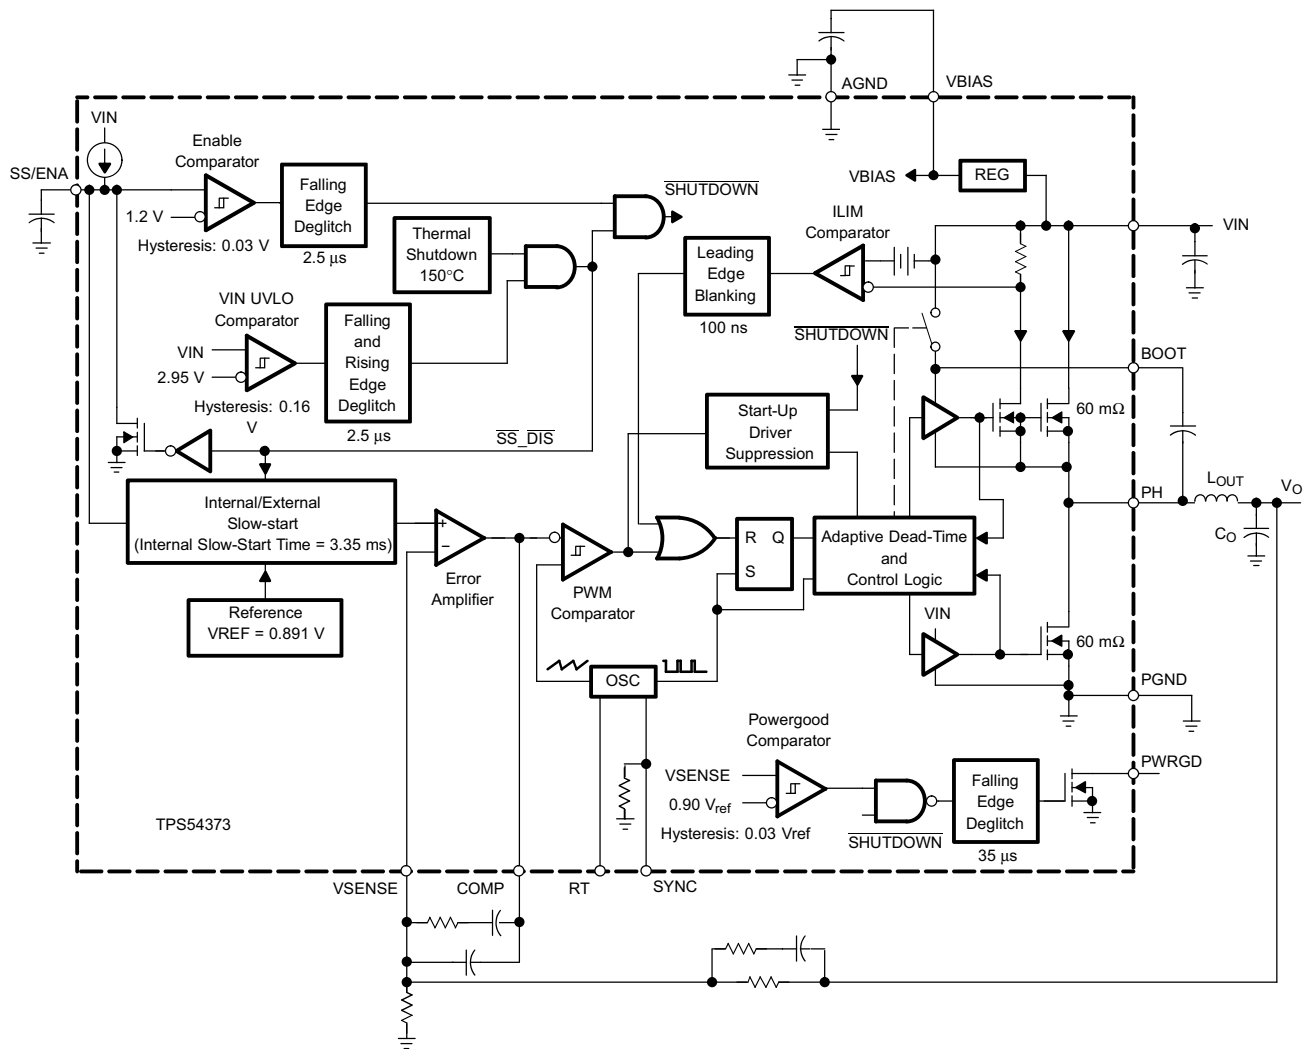 AGND
VBIAS
VIN
Enable
Comparator
SS/ENA
1.2 V
Hysteresis: 0.03 V
Falling
Edge
Deglitch
2.5 µs
SHUTDOWN
VBIAS
REG
Thermal
Shutdown
150°C
Leading
Edge
Blanking
100 ns
ILIM
Comparator
VIN
VIN UVLO
Comparator
VIN
2.95 V
Hysteresis: 0.16
V
Falling
and
Rising
Edge
Deglitch
2.5 µs
SHUTDOWN
BOOT
SS_DIS
Start-Up
Driver
Suppression
60 mΩ
Internal/External
Slow-start
(Internal Slow-Start Time = 3.35 ms)
+
−
Error
Amplifier
PWM
Comparator
R Q
S
Adaptive Dead-Time
and
Control Logic
PH
LOUT
VO
CO
Reference
VREF = 0.891 V
VIN
60 mΩ
OSC
PGND
Powergood
Comparator
VSENSE
0.90 Vref
Hysteresis: 0.03 Vref
SHUTDOWN
Falling
Edge
Deglitch
35 µs
PWRGD
TPS54373
VSENSE
COMP
RT
SYNC